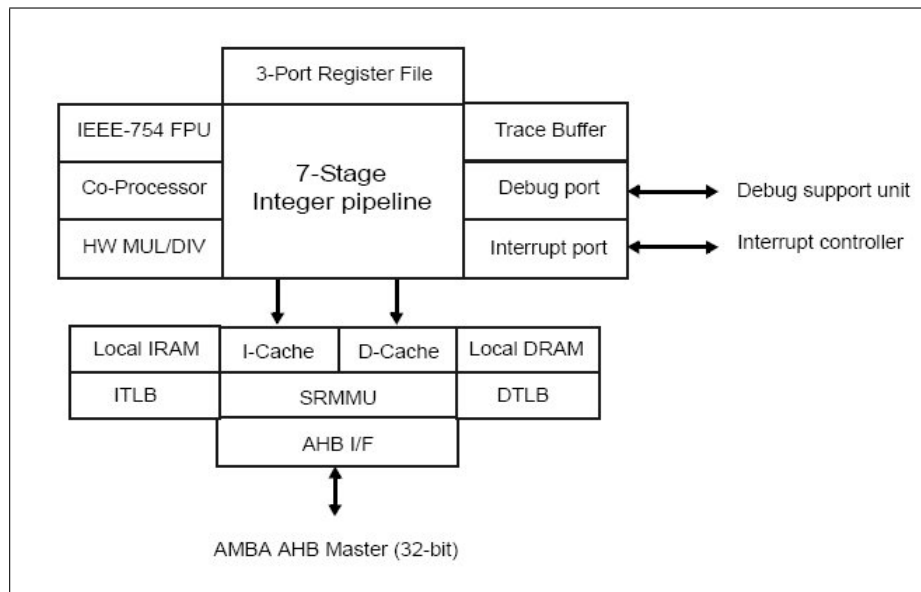 3-Port Register File
IEEE-754 FPU
Co-Processor
HW MUL/DIV
7-Stage
Integer pipeline
Trace Buffer
Debug port
Interrupt port
Debug support unit
Interrupt controller
Local IRAM
I-Cache
D-Cache
Local DRAM
ITLB
SRMMU
DTLB
AHB I/F
AMBA AHB Master (32-bit)